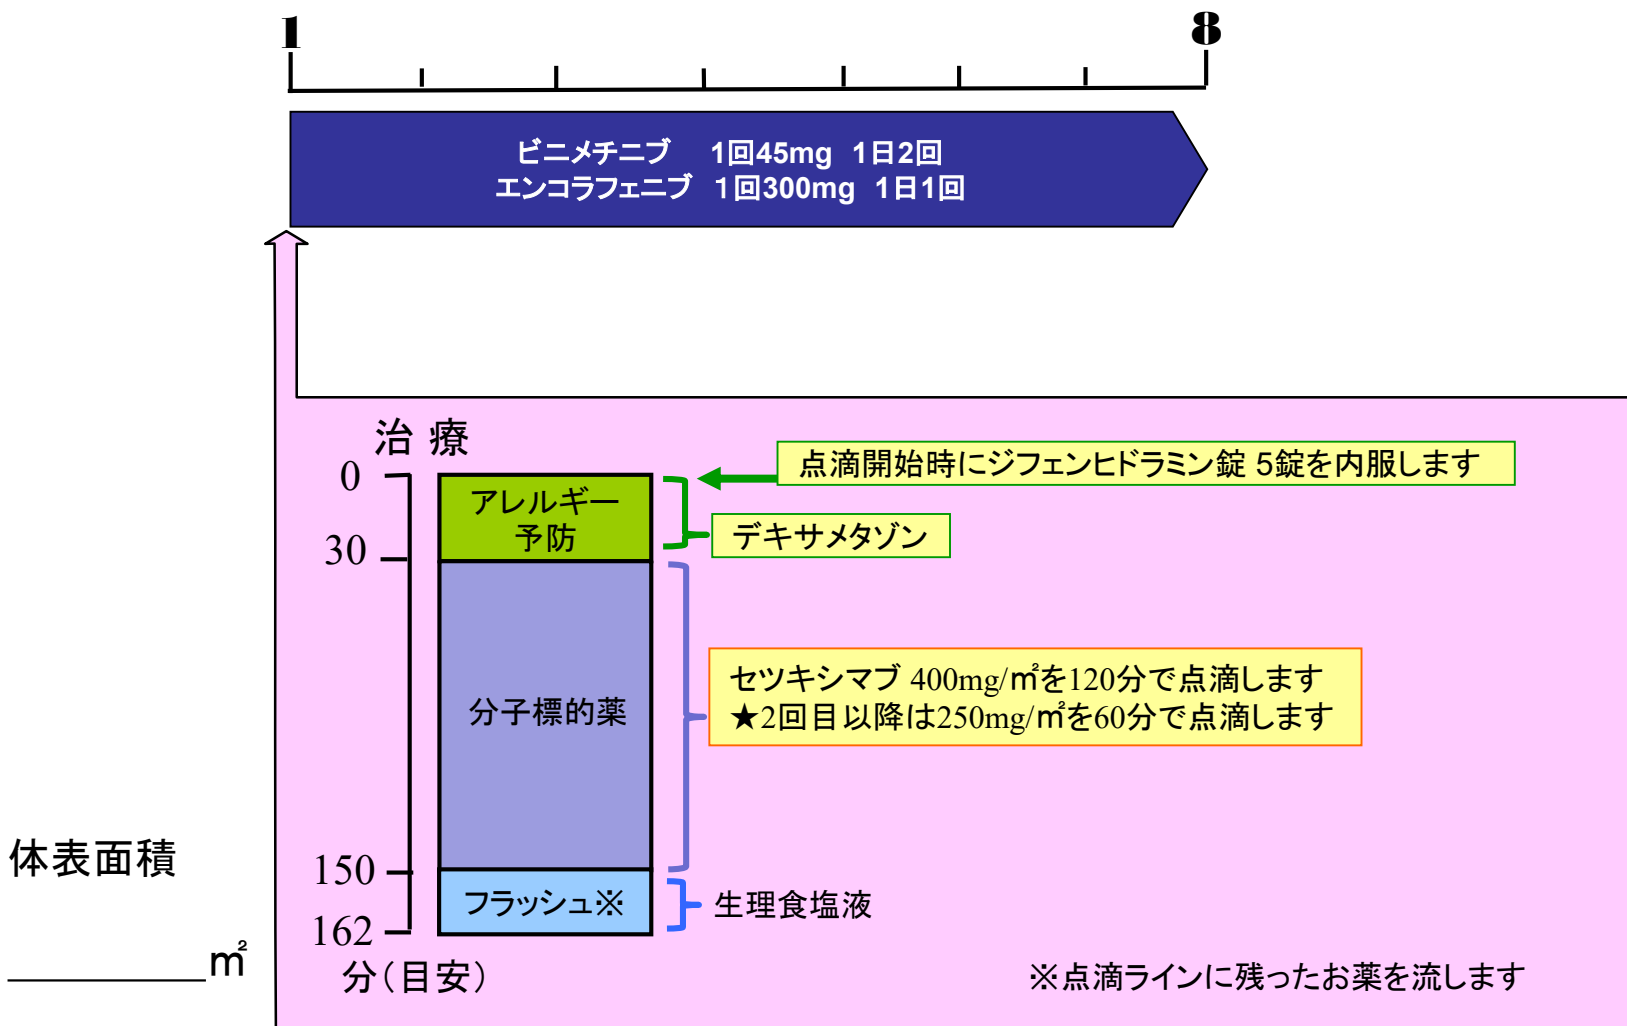 1
8
ビニメチニブ 1回45mg 1日2回
エンコラフェニブ 1回300mg 1日1回
治 療
点滴開始時にジフェンヒドラミン錠 5錠を内服します
0
アレルギー
予防
デキサメタゾン
30
セツキシマブ 400mg/㎡を120分で点滴します
★2回目以降は250mg/㎡を60分で点滴します
分子標的薬
体表面積
150
フラッシュ※
生理食塩液
162
㎡
分(目安)
※点滴ラインに残ったお薬を流します